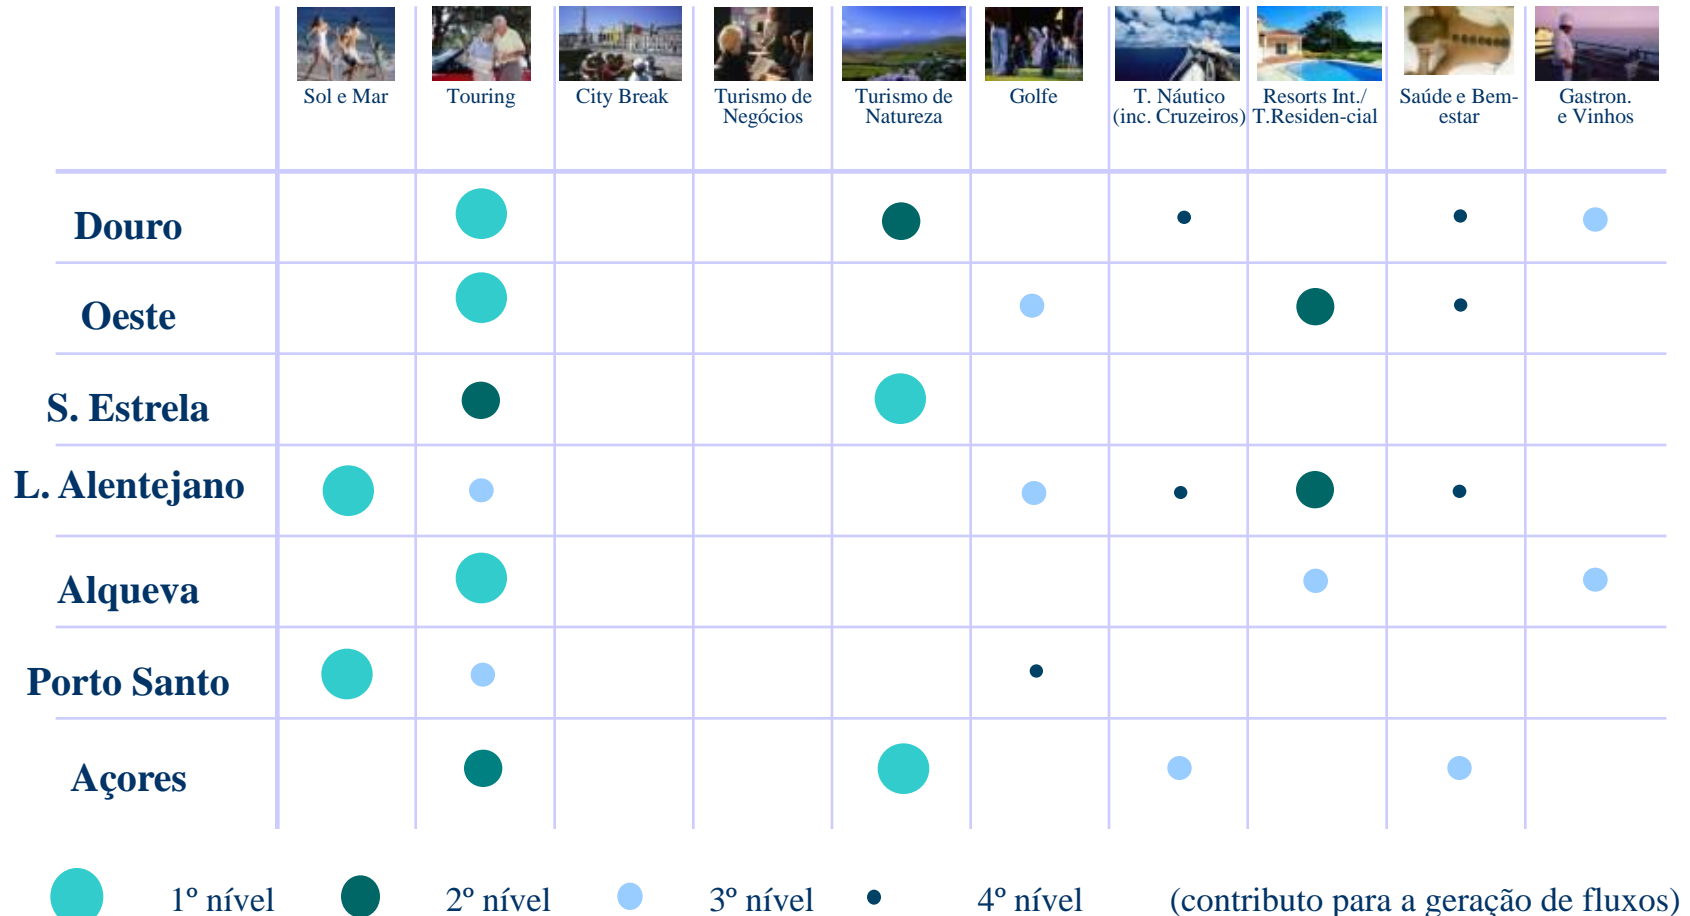 Sol e Mar
Touring
City Break
Turismo de
Negócios
Turismo de
Natureza
Golfe
T. Náutico
(inc. Cruzeiros)
Resorts Int./
T.Residen-cial
Saúde e Bem-
estar
Gastron.
e Vinhos
Douro
Oeste
S. Estrela
L. Alentejano
Alqueva
Porto Santo
Açores
1º nível 2º nível 3º nível 4º nível (contributo para a geração de fluxos)